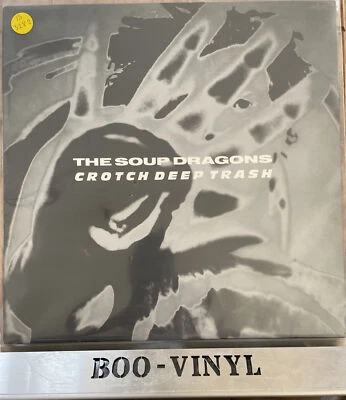 THE SOUP DRAGONS
CROTCH DEEP TRASH
BOO-VINYL